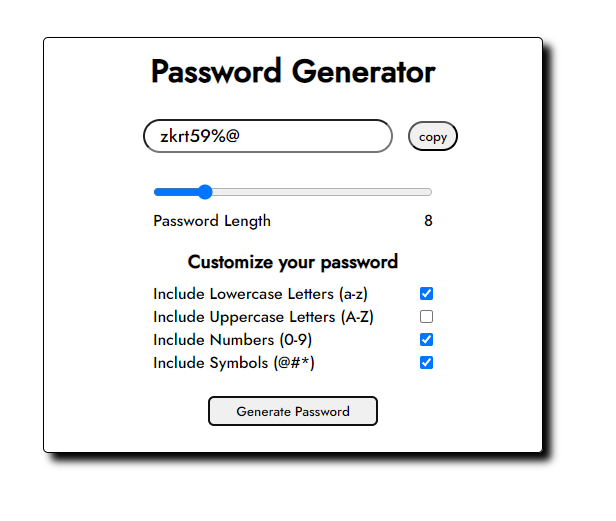 Password Generator
zkrt59%@ copy
Password Length 8
Customize your password
Include Lowercase Letters (a-z)
Include Uppercase Letters (A-Z)
Include Numbers (0-9)
Include Symbols (@#*)
Generate Password